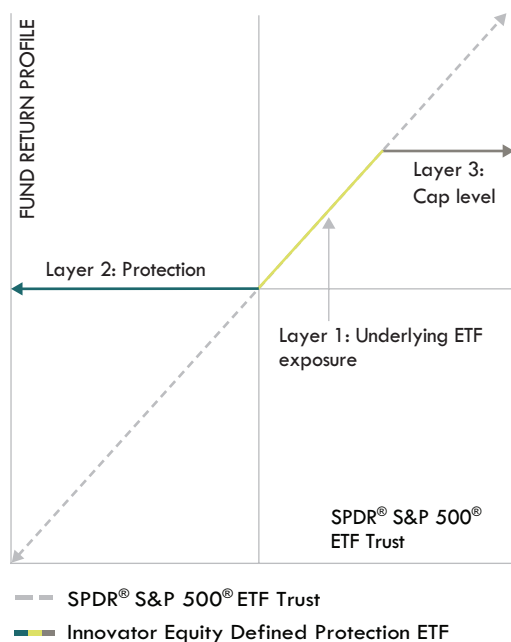 FUND RETURN PROFILE
Layer 3:
Cap level
Layer 2: Protection
Layer 1: Underlying ETF
exposure
SPDR® S&P 500®
ETF Trust
SPDR® S&P 500® ETF Trust
Innovator Equity Defined Protection ETF